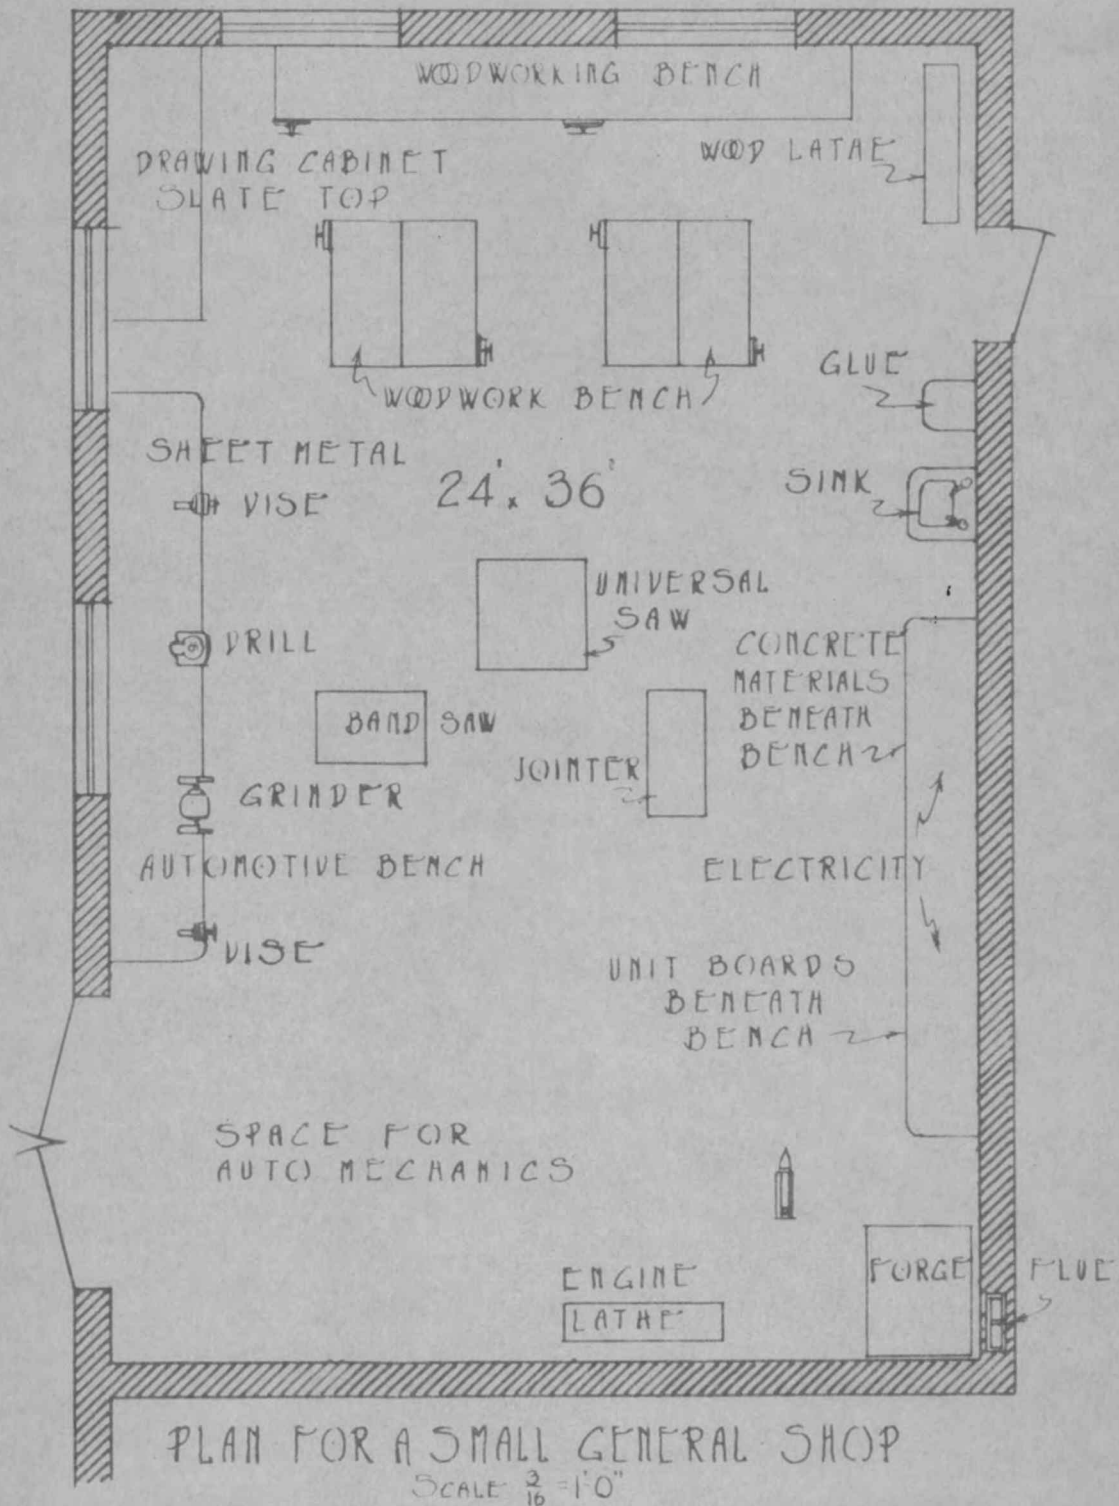 WOODWORKING BENCH
WOOD LATHE
DRAWING CABINET
SLATE TOP
GLUE
WOODWORK BENCH
SHEET METAL
VISE
24' x 36'
SINK
UNIVERSAL
SAW
DRILL
CONCRETE
MATERIALS
BENEATH
BENCH
BAND SAW
JOINTER
GRINDER
AUTOMOTIVE BENCH
ELECTRICITY
VISE
UNIT BOARDS
BENEATH
BENCH
SPACE FOR
AUTO MECHANICS
ENGINE
LATHE
FORGE
FLUE
PLAN FOR A SMALL GENERAL SHOP
SCALE 3/16 = 1'0"